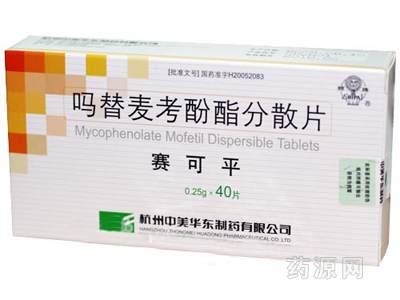 [批准文号] 国药准字H20052083
吗替麦考酚酯分散片
Mycophenolate Mofetil Dispersible Tablets
赛可平
0.25g×40片
杭州中美华东制药有限公司
HANGZHOU ZHONGMEI HUADONG PHARMACEUTICAL CO.,LTD
药源网